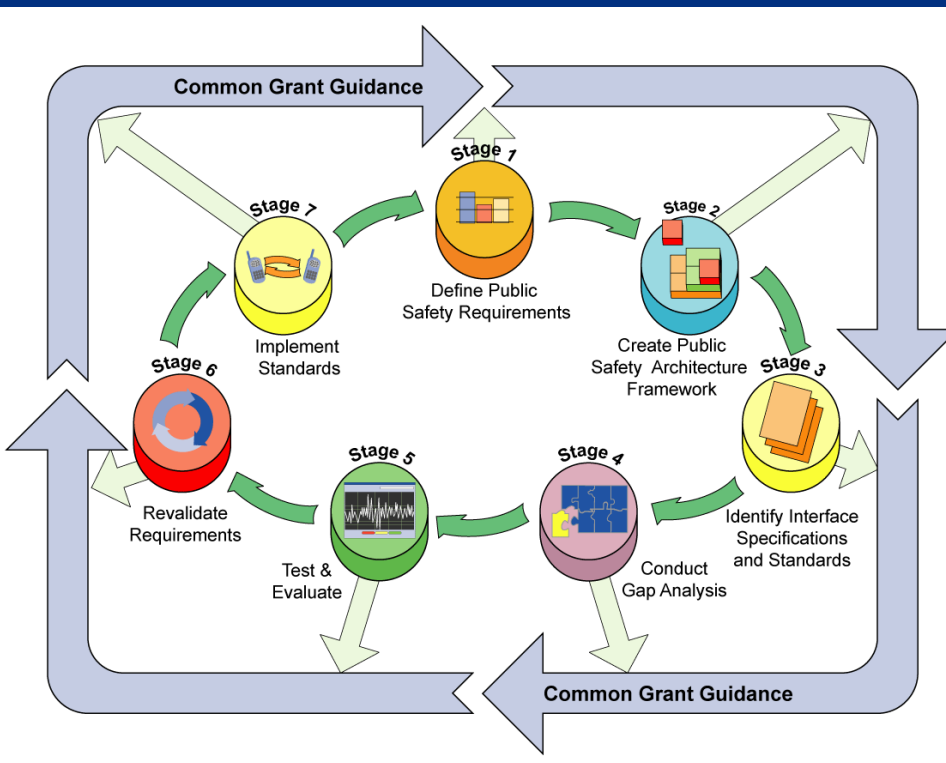 Common Grant Guidance
Stage 1
Define Public
Safety Requirements
Stage 2
Create Public
Safety Architecture
Framework
Stage 3
Identify Interface
Specifications
and Standards
Stage 4
Conduct
Gap Analysis
Stage 5
Test &
Evaluate
Stage 6
Revalidate
Requirements
Stage 7
Implement
Standards
Common Grant Guidance